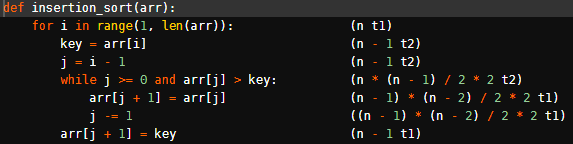 def insertion_sort(arr):
    for i in range(1, len(arr)):                (n t1)
        key = arr[i]                            (n - 1 t2)
        j = i - 1                               (n - 1 t2)
        while j >= 0 and arr[j] > key:          (n * (n - 1) / 2 * 2 t2)
            arr[j + 1] = arr[j]                 (n - 1) * (n - 2) / 2 * 2 t1)
            j -= 1                              ((n - 1) * (n - 2) / 2 * 2 t1)
        arr[j + 1] = key                        (n - 1 t1)